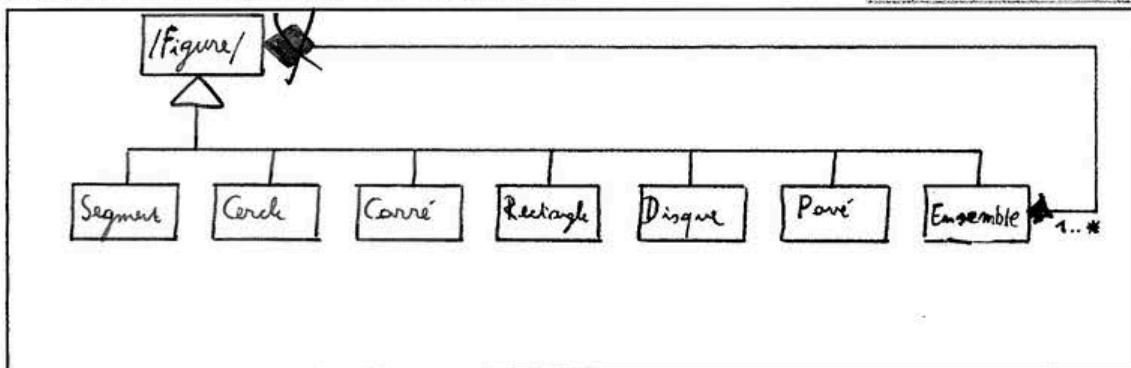 /Figure/
Segment
Cercle
Carré
Rectangle
Disque
Pavé
Ensemble
1..*